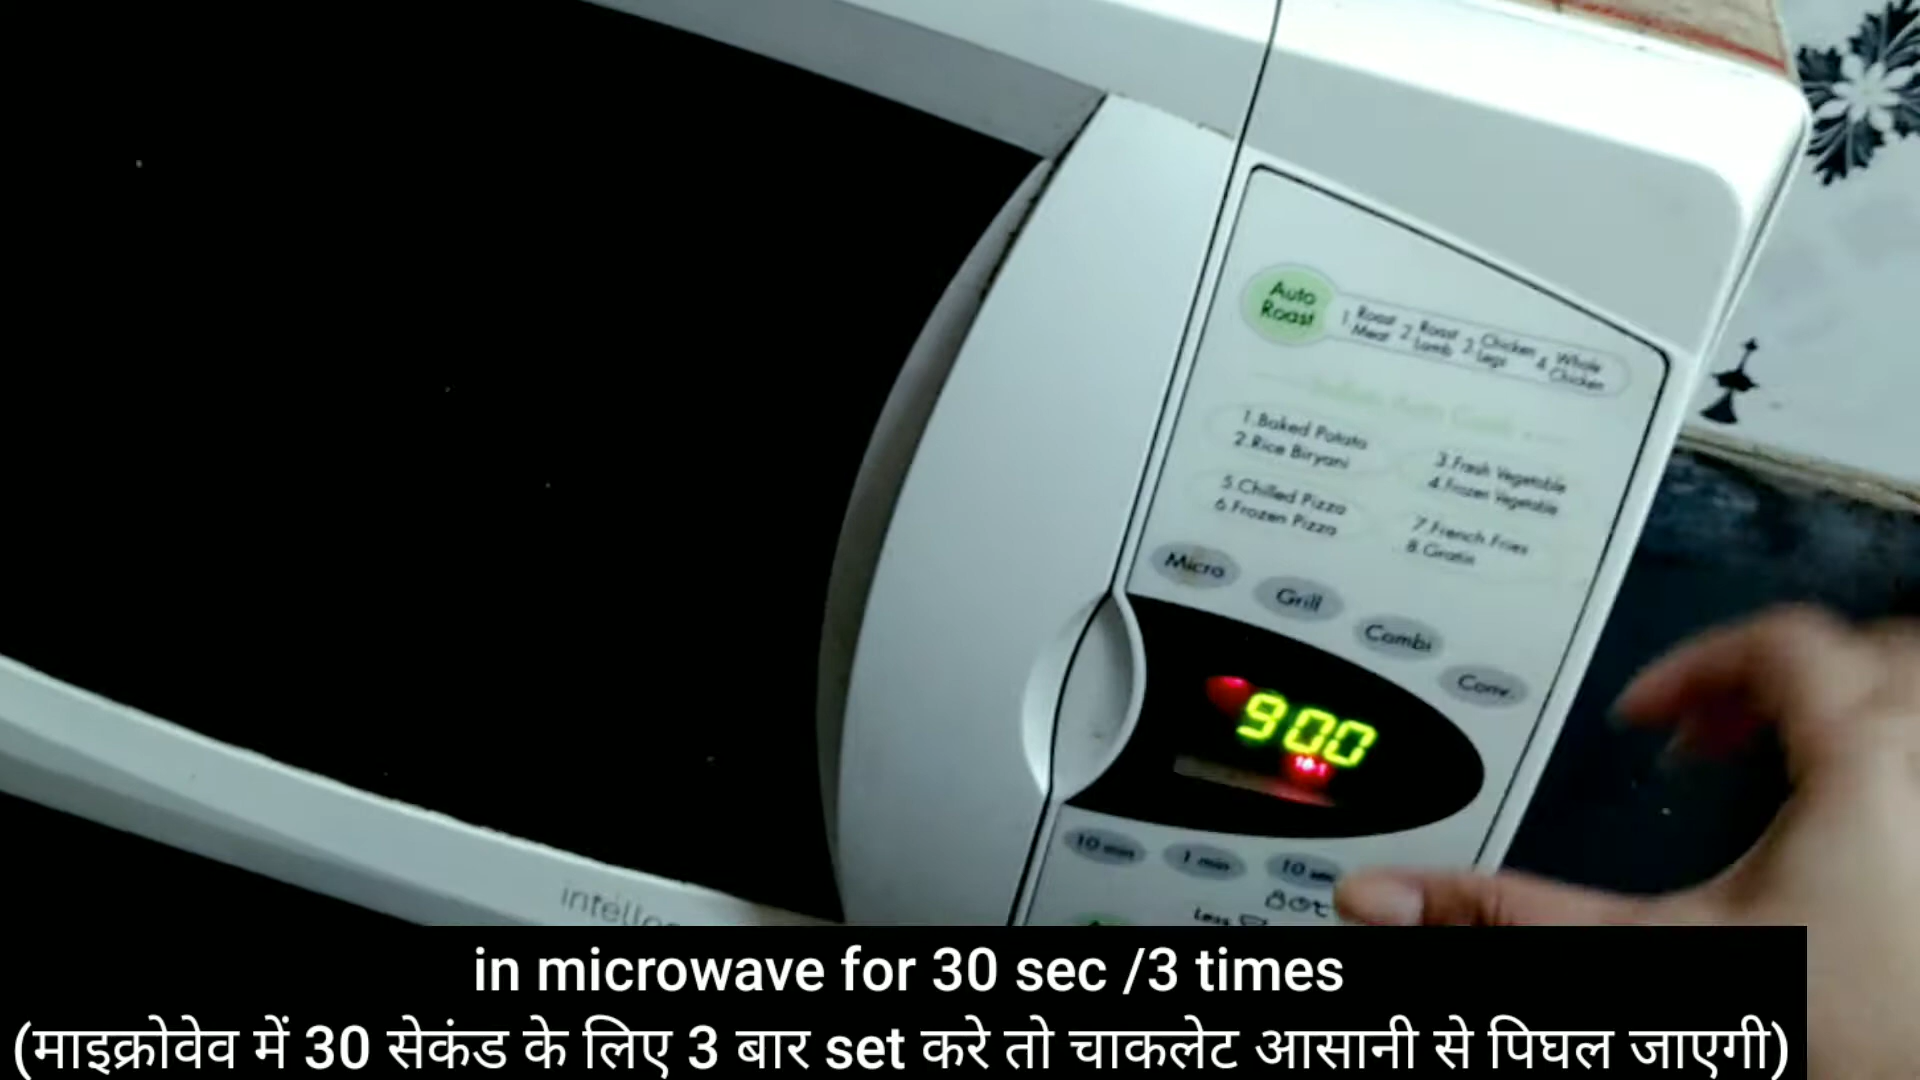 Auto
Roast
1. Roast Meat 2. Roast Lamb 3. Chicken Legs 4. Whole Chicken
1.Baked Potato
2.Rice Biryani
3.Fresh Vegetable
4.Frozen Vegetable
5.Chilled Pizza
6.Frozen Pizza
7.French Fries
8.Gratin
Micro
Grill
Combi
Conv.
900
10 min
1 min
10 sec
Less
in microwave for 30 sec /3 times
(माइक्रोवेव में 30 सेकंड के लिए 3 बार set करे तो चाकलेट आसानी से पिघल जाएगी)